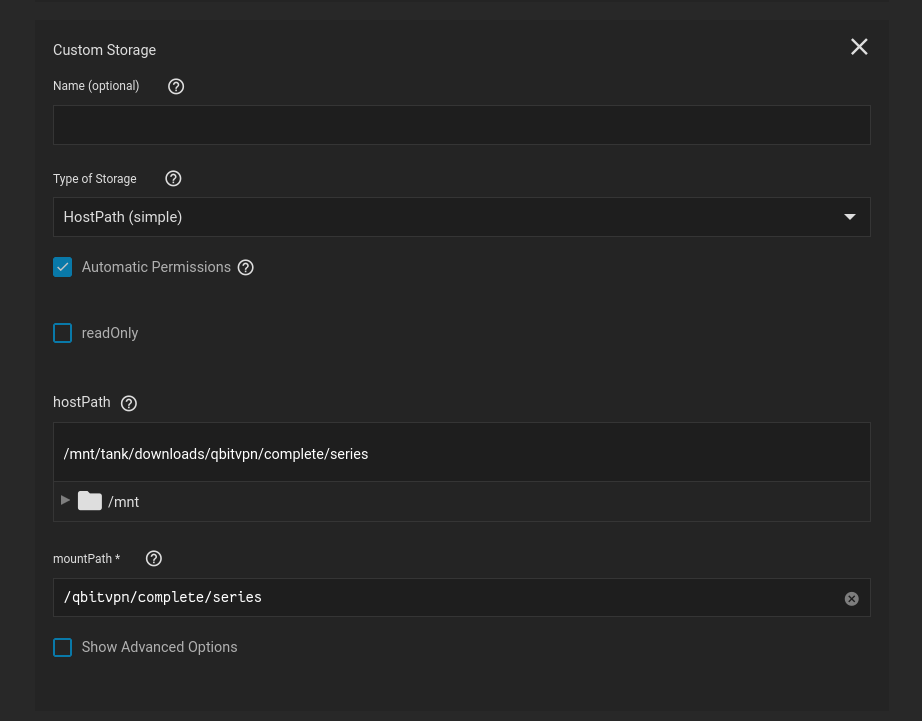 Custom Storage
Name (optional)
Type of Storage
HostPath (simple)
Automatic Permissions
readOnly
hostPath
/mnt/tank/downloads/qbitvpn/complete/series
/mnt
mountPath *
/qbitvpn/complete/series
Show Advanced Options